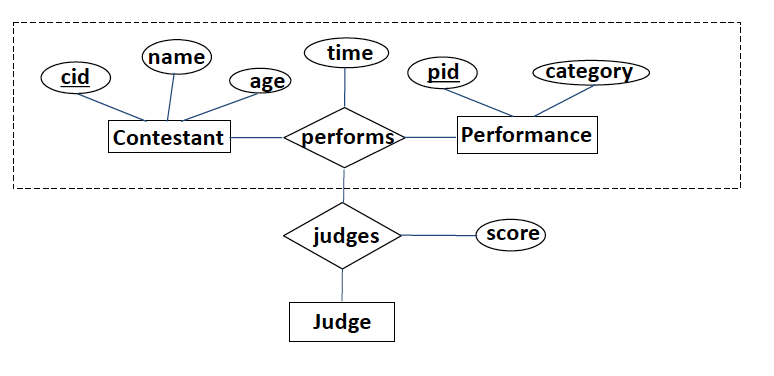 time
name
cid
age
pid
category
Contestant
performs
Performance
judges
score
Judge